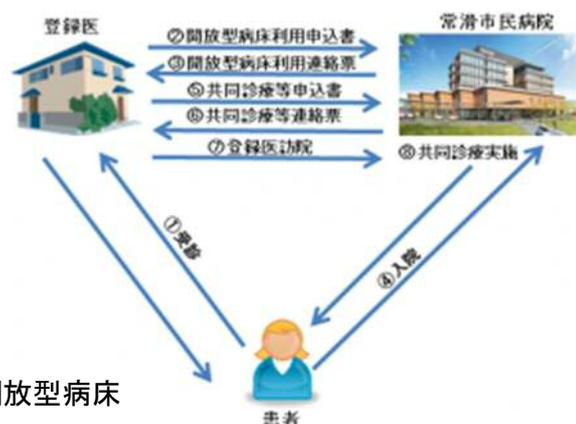 登録医
常滑市民病院
②開放型病床利用申込書
③開放型病床利用連絡票
⑤共同診療等申込書
⑥共同診療等連絡票
⑦登録医訪院
⑧共同診療実施
①受診
④入院
放型病床
患者